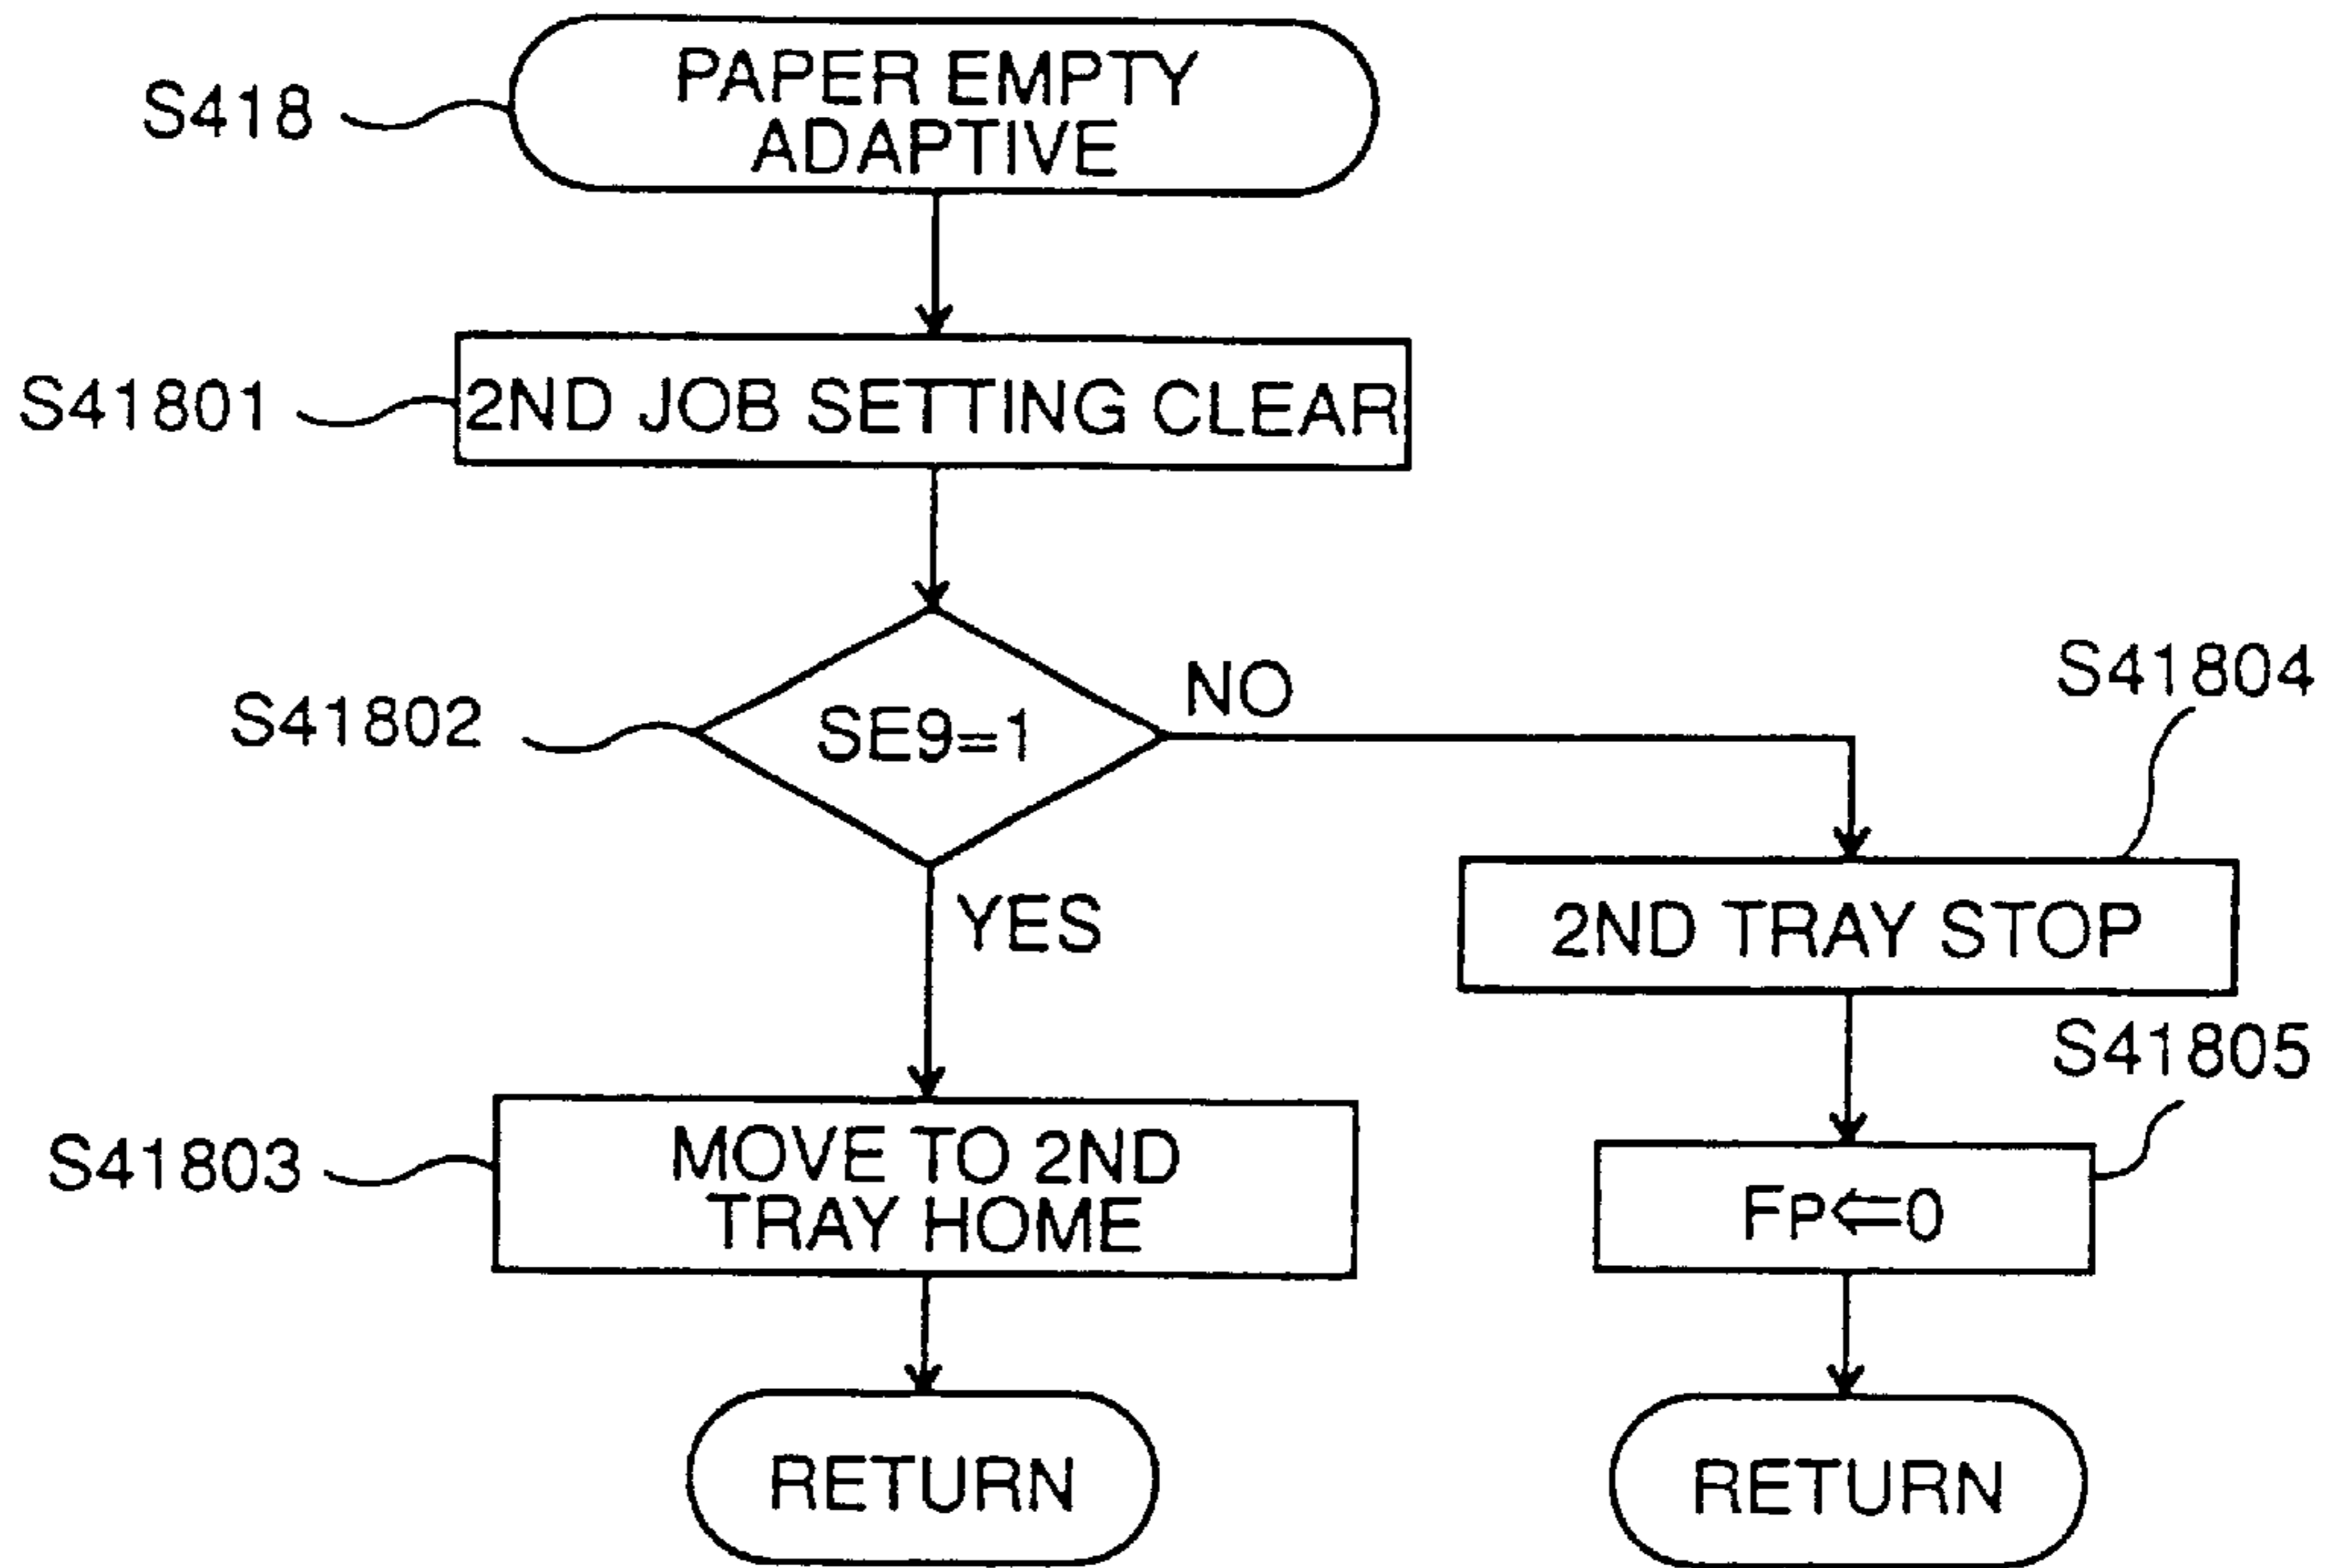 S418
PAPER EMPTY
ADAPTIVE
S41801
2ND JOB SETTING CLEAR
S41802
SE9=1
NO
YES
S41804
2ND TRAY STOP
S41803
MOVE TO 2ND
TRAY HOME
S41805
FP⇐0
RETURN
RETURN